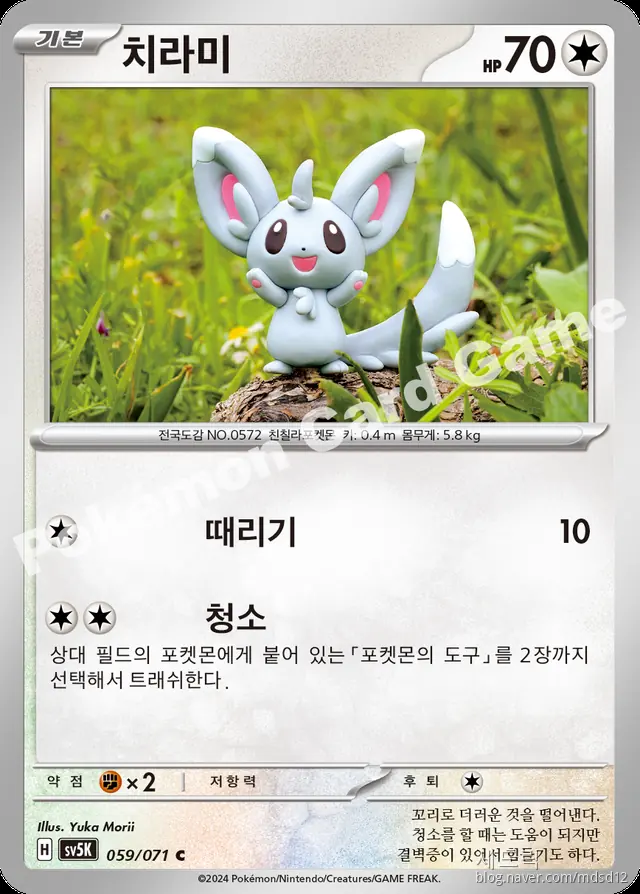 기본
치라미
HP 70
전국도감 NO.0572 친칠라포켓몬 키: 0.4 m 몸무게: 5.8 kg
Pokémon Card Game
때리기 10
청소
상대 필드의 포켓몬에게 붙어 있는 「포켓몬의 도구」를 2장까지
선택해서 트래쉬한다.
약점 ×2 저항력 후퇴
Illus. Yuka Morii
꼬리로 더러운 것을 떨어낸다.
청소를 할 때는 도움이 되지만
결벽증이 있어서 힘들기도 하다.
H SV5K 059/071 C
©2024 Pokémon/Nintendo/Creatures/GAME FREAK.
blog.naver.com/mdsd12